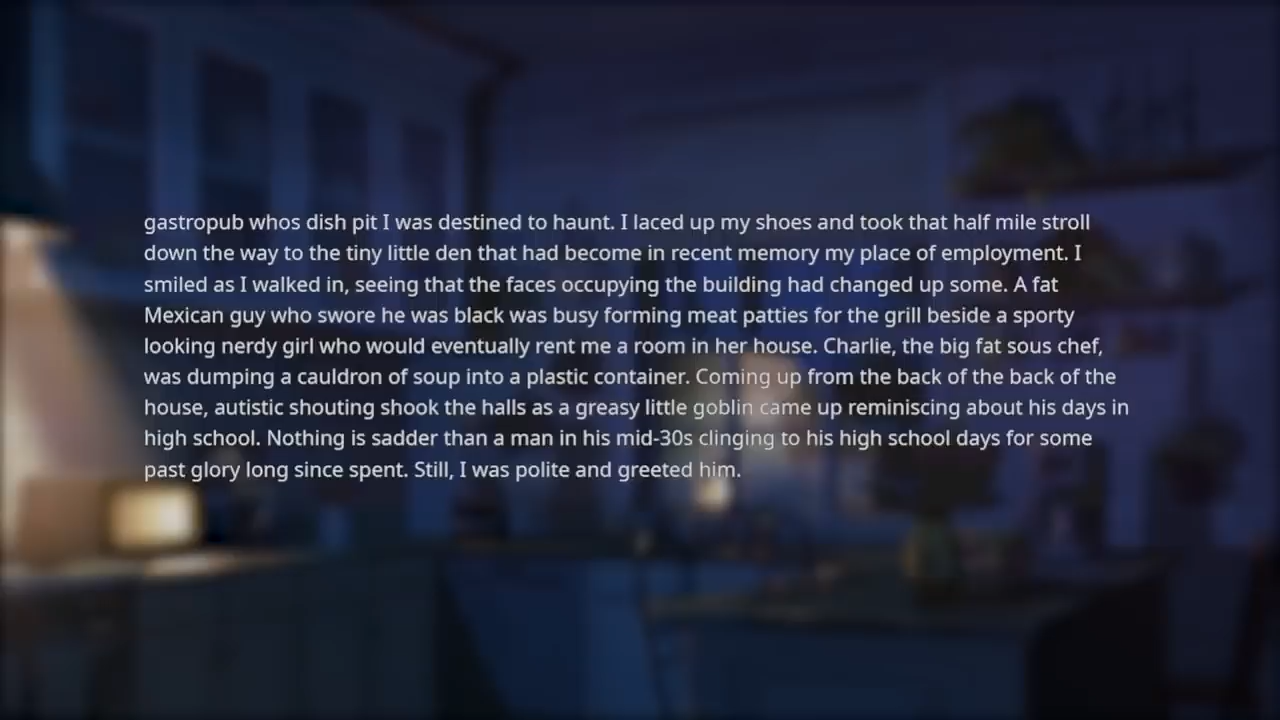 gastropub whos dish pit I was destined to haunt. I laced up my shoes and took that half mile stroll
down the way to the tiny little den that had become in recent memory my place of employment. I
smiled as I walked in, seeing that the faces occupying the building had changed up some. A fat
Mexican guy who swore he was black was busy forming meat patties for the grill beside a sporty
looking nerdy girl who would eventually rent me a room in her house. Charlie, the big fat sous chef,
was dumping a cauldron of soup into a plastic container. Coming up from the back of the back of the
house, autistic shouting shook the halls as a greasy little goblin came up reminiscing about his days in
high school. Nothing is sadder than a man in his mid-30s clinging to his high school days for some
past glory long since spent. Still, I was polite and greeted him.